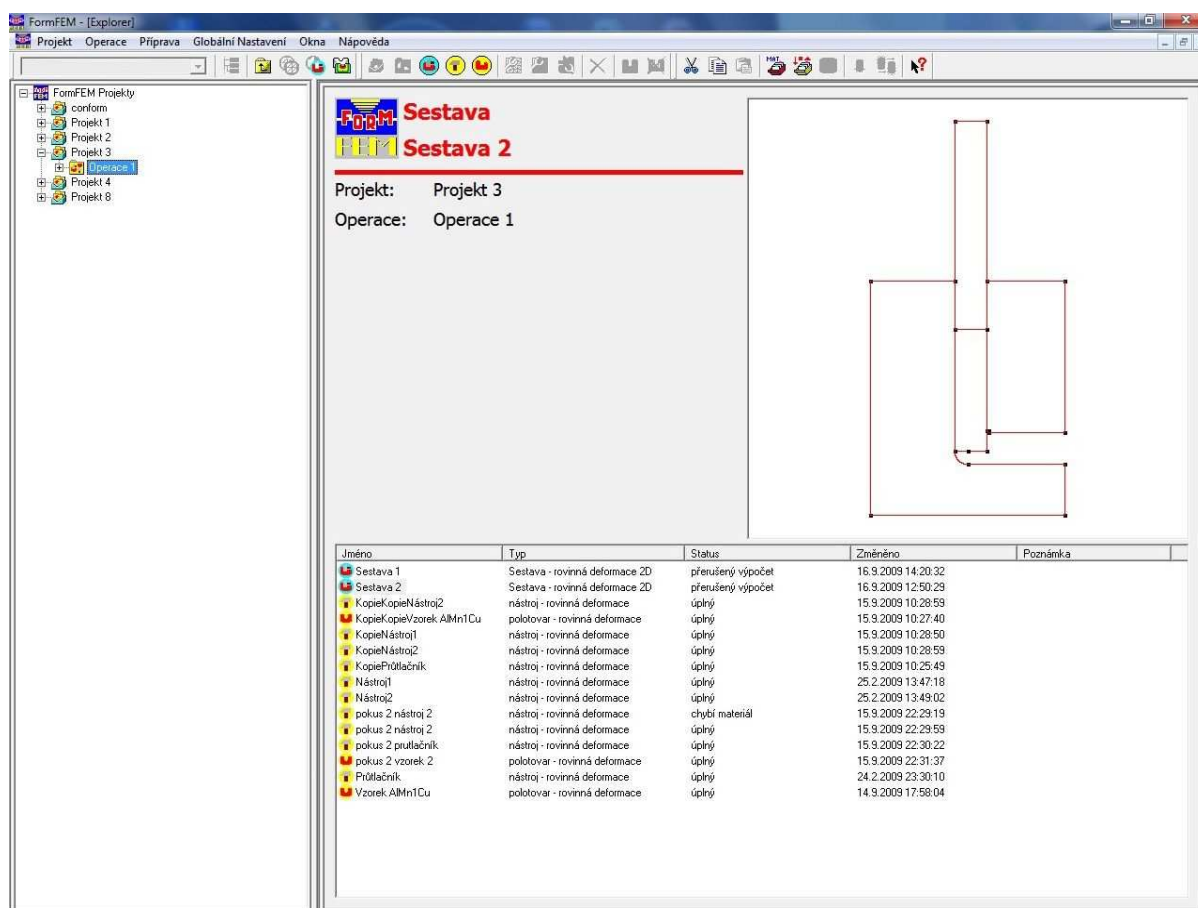 FormFEM - [Explorer]
Projekt Operace Příprava Globální Nastavení Okna Nápověda
FormFEM Projekty
conform
Projekt 1
Projekt 2
Projekt 3
Operace 1
Projekt 4
Projekt 8
FORM Sestava
FEM Sestava 2
Projekt: Projekt 3
Operace: Operace 1
Jméno Typ Status Změněno Poznámka
Sestava 1 Sestava - rovinná deformace 2D přerušený výpočet 16.9.2009 14:20:32
Sestava 2 Sestava - rovinná deformace 2D přerušený výpočet 16.9.2009 12:50:29
KopieKopieNástroj2 nástroj - rovinná deformace úplný 15.9.2009 10:28:59
KopieKopieVzorek AlMn1Cu polotovar - rovinná deformace úplný 15.9.2009 10:27:40
KopieNástroj1 nástroj - rovinná deformace úplný 15.9.2009 10:28:50
KopieNástroj2 nástroj - rovinná deformace úplný 15.9.2009 10:28:59
KopiePrůtlačník nástroj - rovinná deformace úplný 15.9.2009 10:25:49
Nástroj1 nástroj - rovinná deformace úplný 25.2.2009 13:47:18
Nástroj2 nástroj - rovinná deformace úplný 25.2.2009 13:49:02
pokus 2 nástroj 2 nástroj - rovinná deformace chybí materiál 15.9.2009 22:29:19
pokus 2 nástroj 2 nástroj - rovinná deformace úplný 15.9.2009 22:29:59
pokus 2 prutlačník nástroj - rovinná deformace úplný 15.9.2009 22:30:22
pokus 2 vzorek 2 polotovar - rovinná deformace úplný 15.9.2009 22:31:37
Průtlačník nástroj - rovinná deformace úplný 24.2.2009 23:30:10
Vzorek AlMn1Cu polotovar - rovinná deformace úplný 14.9.2009 17:58:04